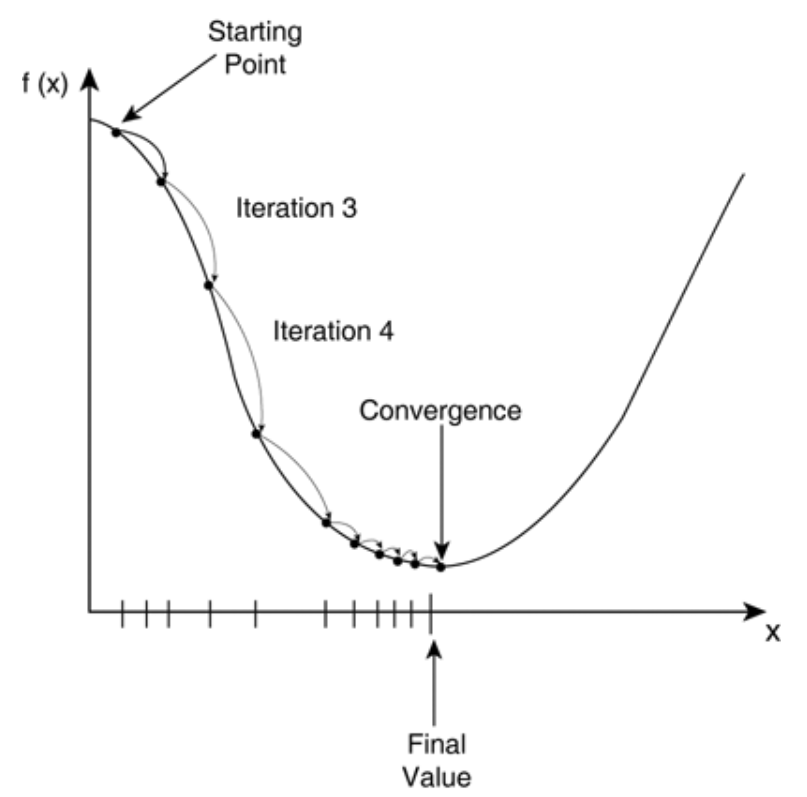 Starting
Point
f (x)
Iteration 3
Iteration 4
Convergence
x
Final
Value